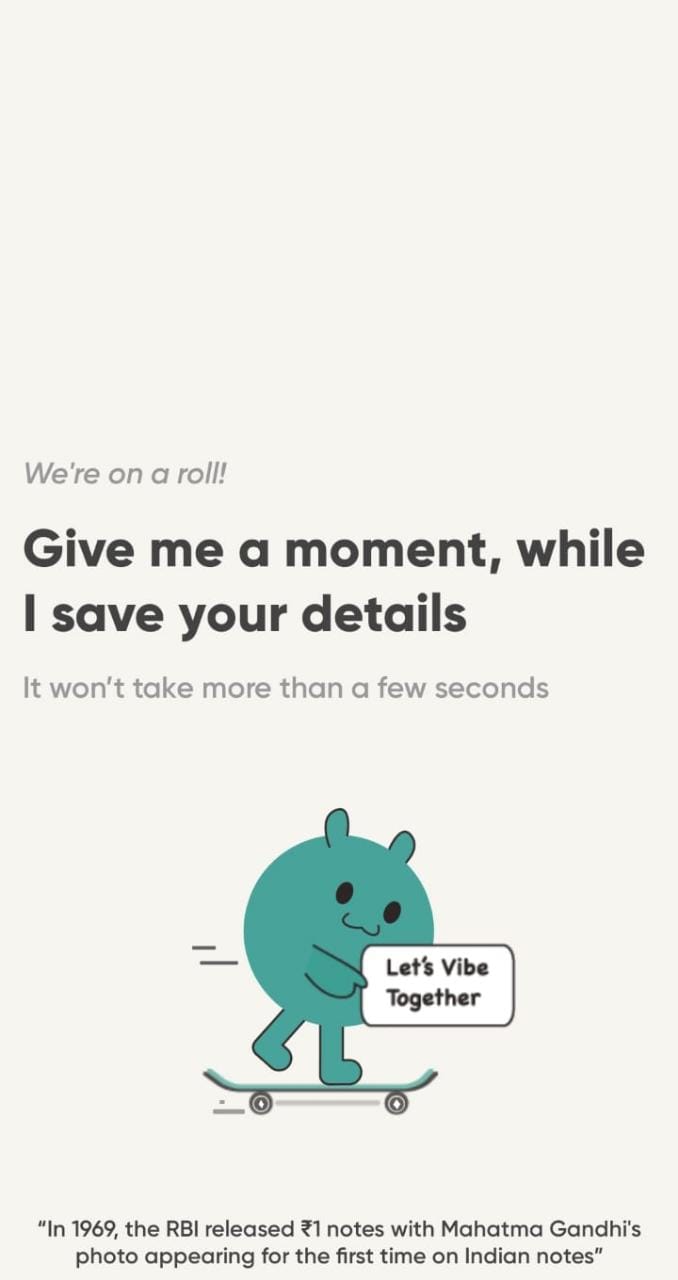 We're on a roll!
Give me a moment, while
I save your details
It won’t take more than a few seconds
Let's Vibe
Together
“In 1969, the RBI released ₹1 notes with Mahatma Gandhi's
photo appearing for the first time on Indian notes”